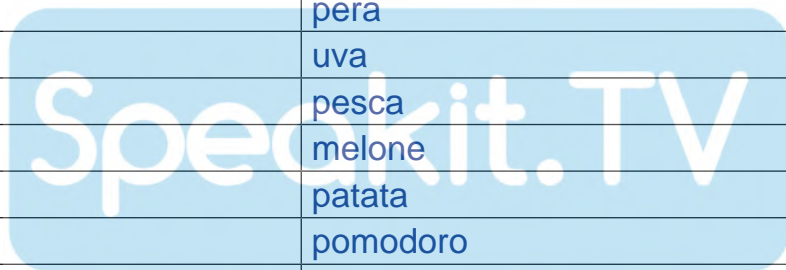 pera
uva
pesca
melone
patata
pomodoro
Speakit.TV